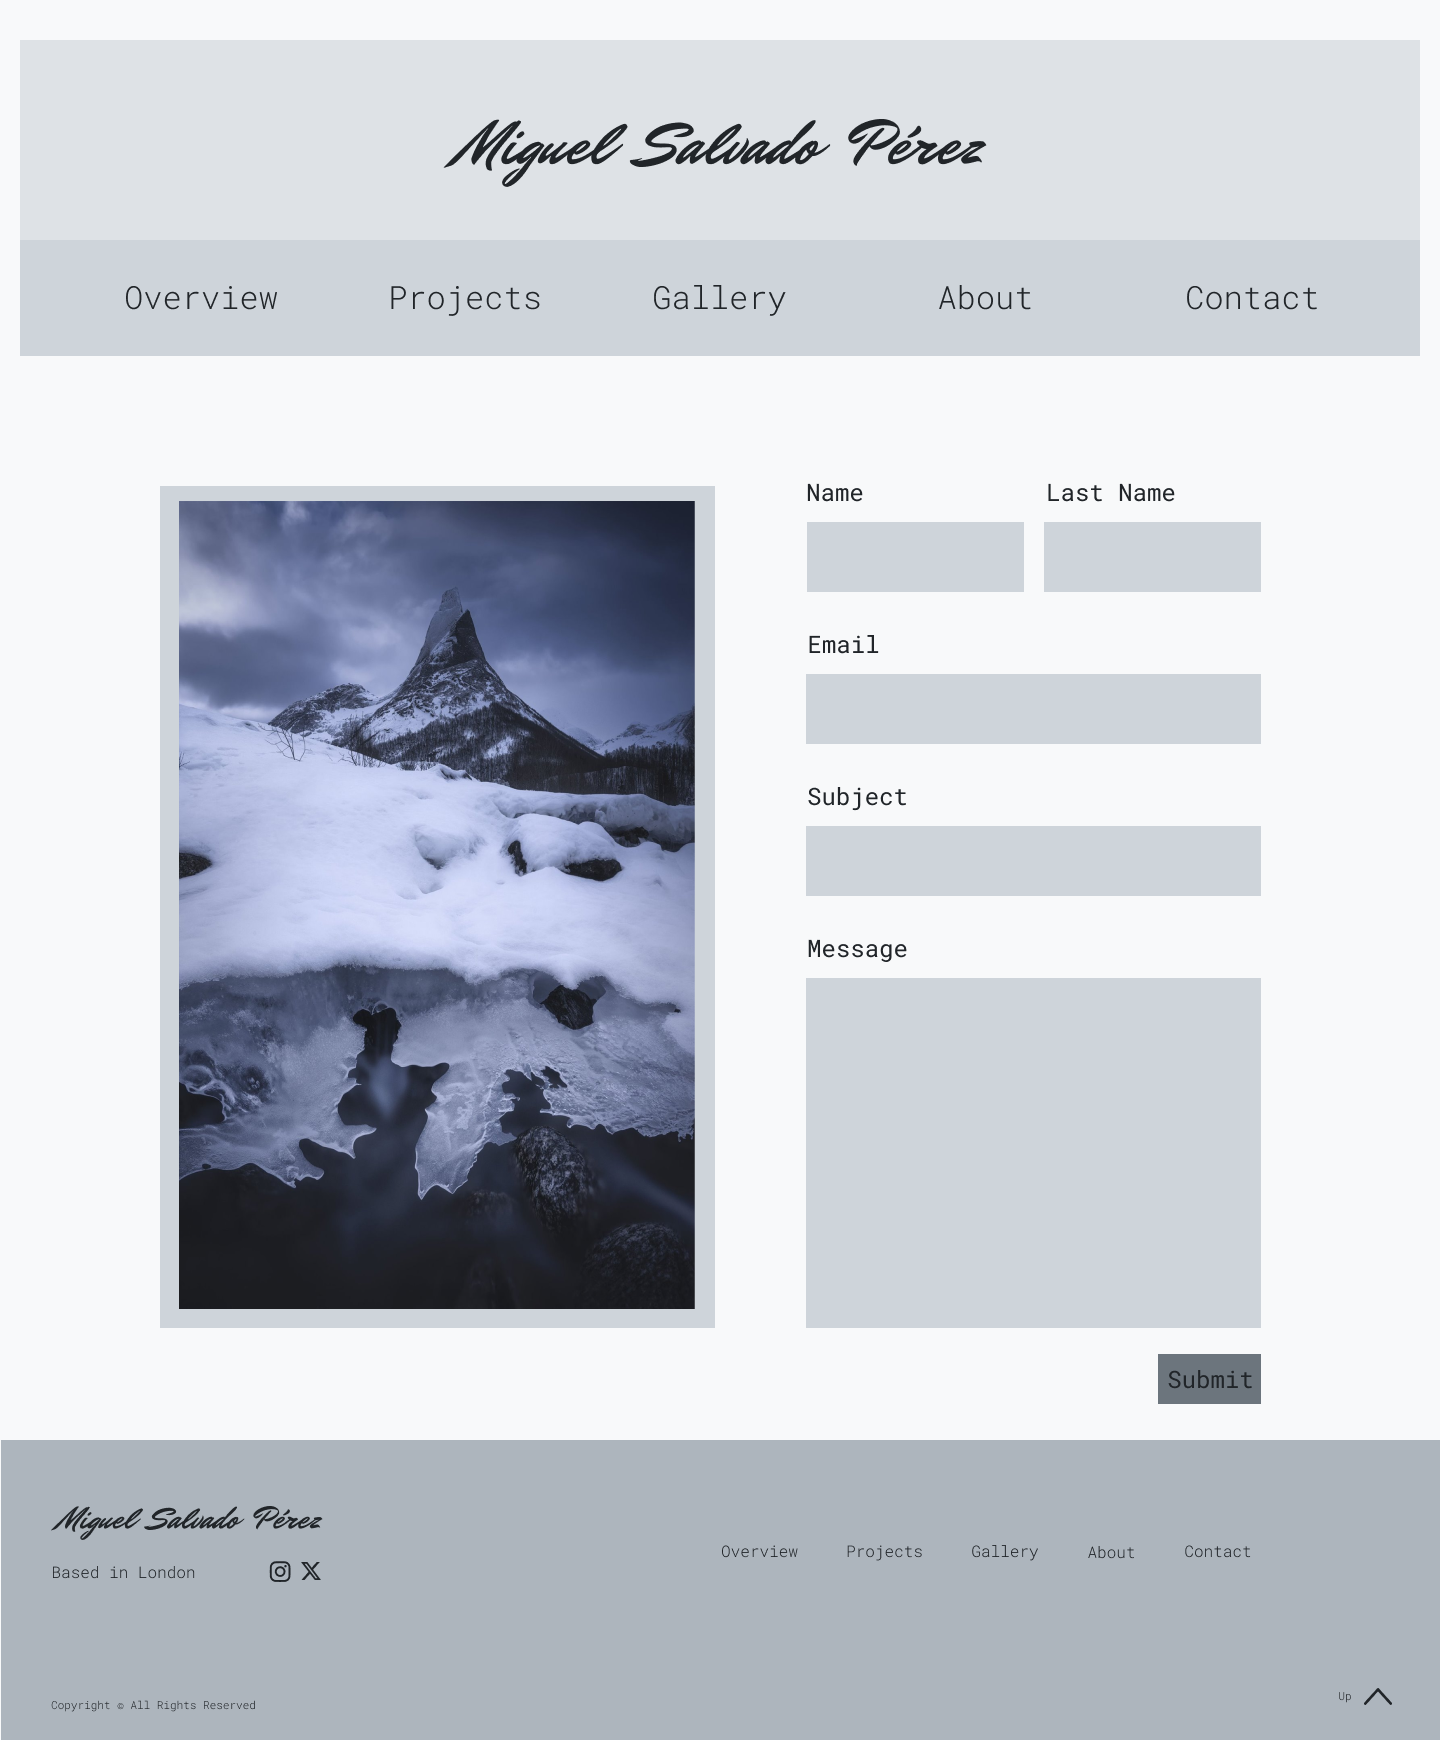 Miguel Salvado Pérez
Overview Projects Gallery About Contact
Name Last Name
Email
Subject
Message
Submit
Miguel Salvado Pérez
Based in London
Overview Projects Gallery About Contact
Copyright © All Rights Reserved
Up